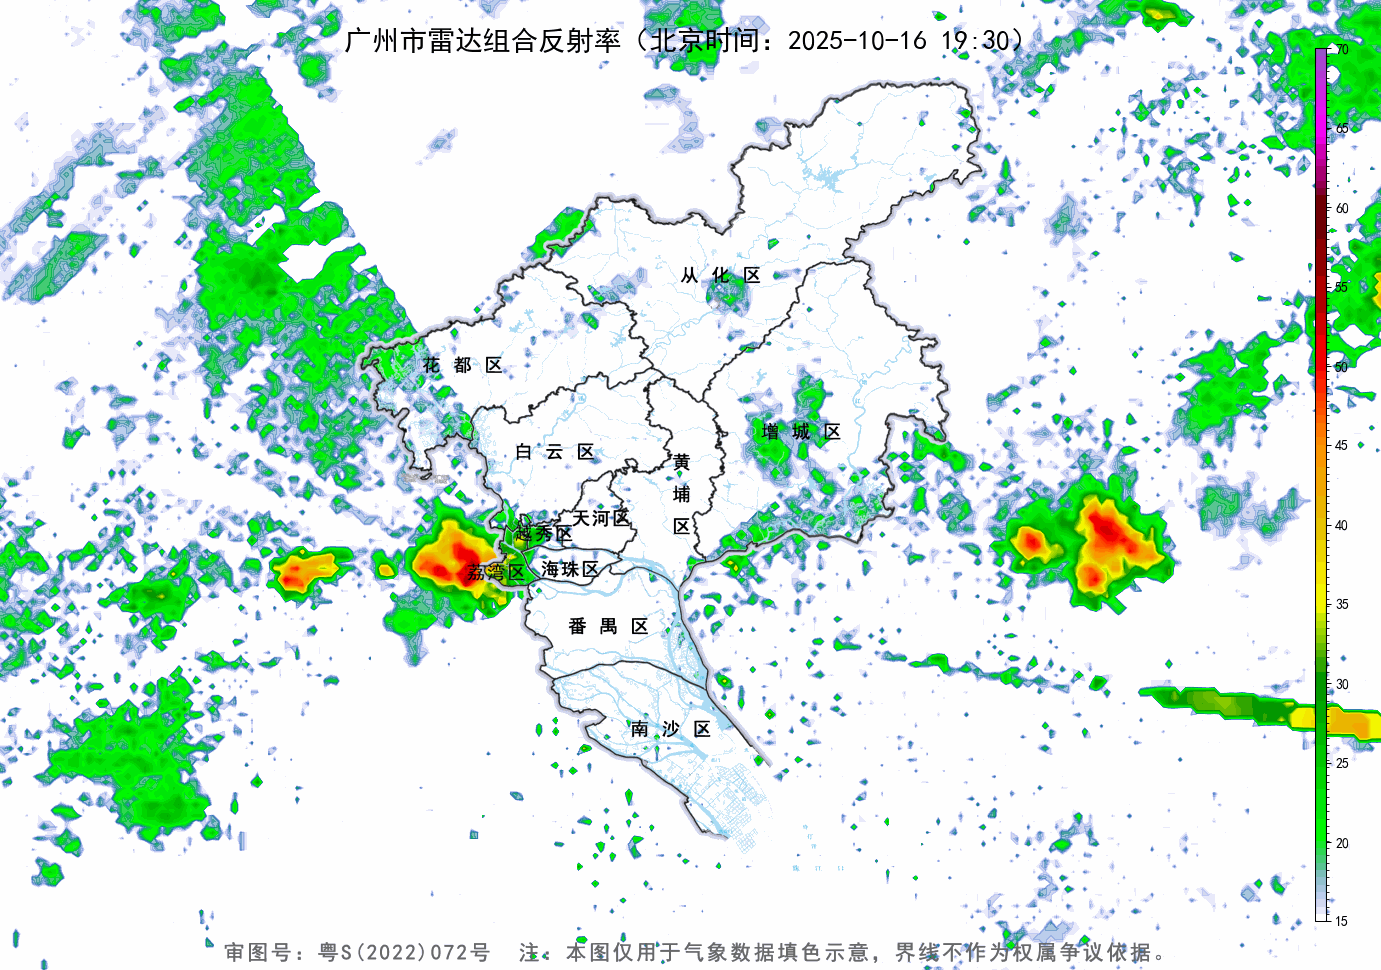 广州市雷达组合反射率（北京时间：2025-10-16 19:30）
70
65
60
55
50
45
40
35
30
25
20
15
从化区
花都区
增城区
白云区
黄埔区
天河区
越秀区
海珠区
荔湾区
番禺区
南沙区
审图号：粤S(2022)072号　注：本图仅用于气象数据填色示意，界线不作为权属争议依据。